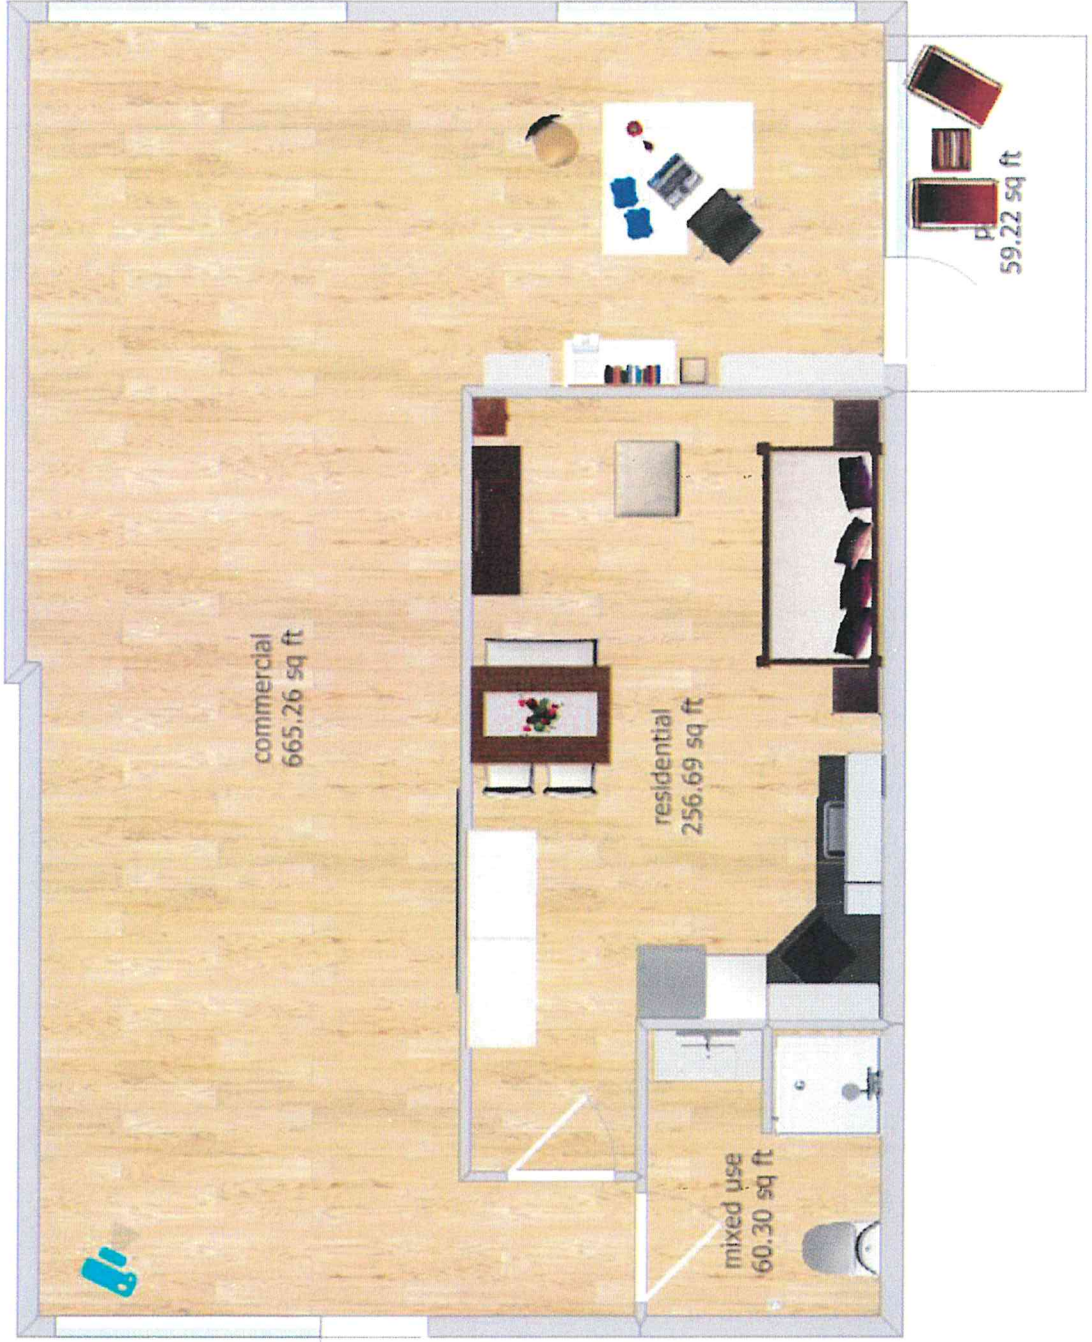 commercial
665.26 sq ft
residential
256.69 sq ft
mixed use
60.30 sq ft
59.22 sq ft